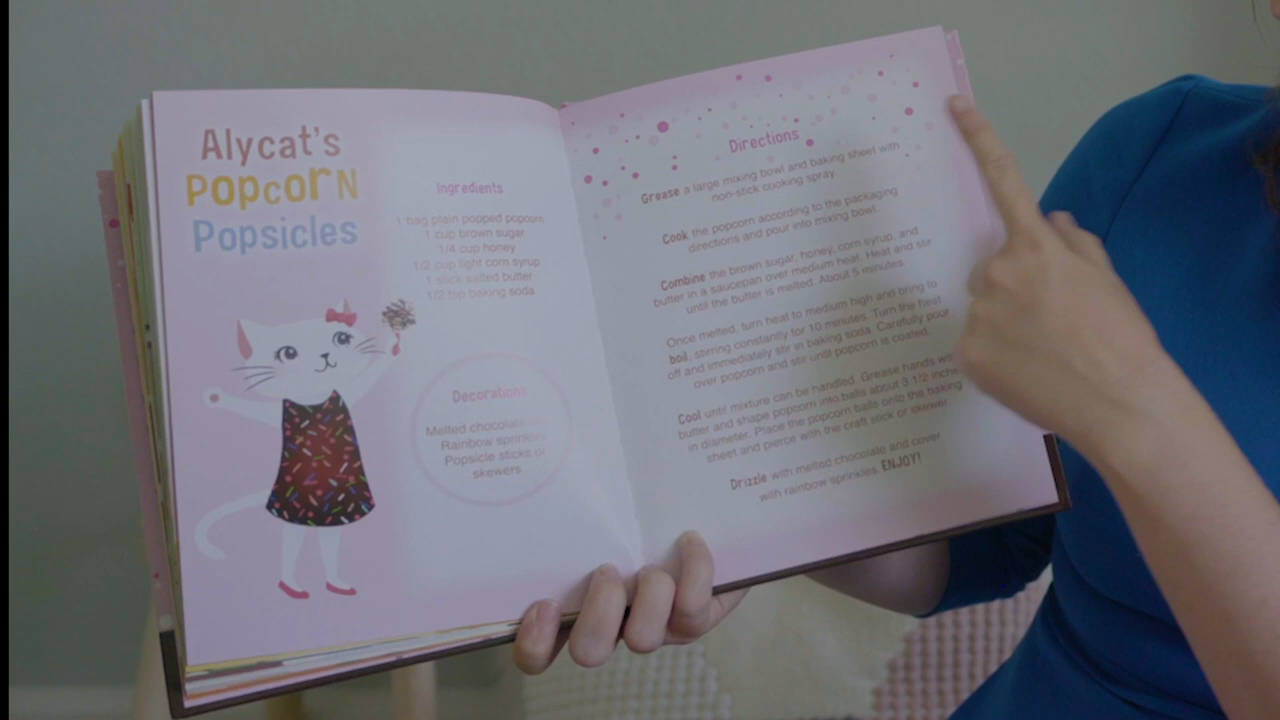 Alycat's
Popcorn
Popsicles
Ingredients
1 bag plain popped popcorn
1 cup brown sugar
1/4 cup honey
1/2 cup light corn syrup
1 stick salted butter
1/2 tsp baking soda
Decorations
Melted chocolate
Rainbow sprinkles
Popsicle sticks or
skewers
Directions
Grease a large mixing bowl and baking sheet with
non-stick cooking spray.
Cook the popcorn according to the packaging
directions and pour into mixing bowl.
Combine the brown sugar, honey, corn syrup, and
butter in a saucepan over medium heat. Heat and stir
until the butter is melted. About 5 minutes.
Once melted, turn heat to medium high and bring to
boil, stirring constantly for 10 minutes. Turn the heat
off and immediately stir in baking soda. Carefully pour
over popcorn and stir until popcorn is coated.
Cool until mixture can be handled. Grease hands with
butter and shape popcorn into balls about 3 1/2 inches
in diameter. Place the popcorn balls onto the baking
sheet and pierce with the craft stick or skewer.
Drizzle with melted chocolate and cover
with rainbow sprinkles. ENJOY!